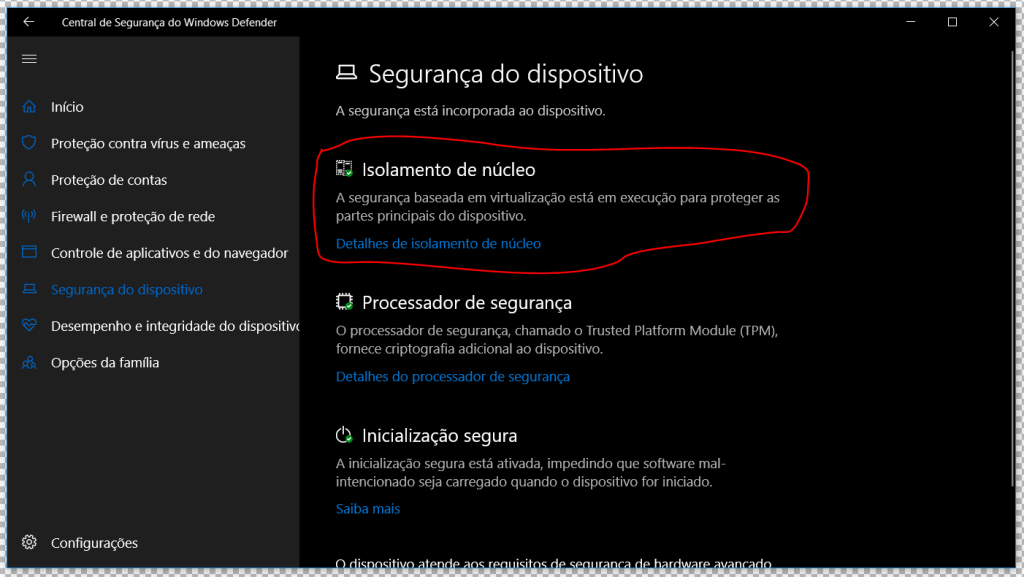 Central de Segurança do Windows Defender
Início
Proteção contra vírus e ameaças
Proteção de contas
Firewall e proteção de rede
Controle de aplicativos e do navegador
Segurança do dispositivo
Desempenho e integridade do dispositivo
Opções da família
Configurações
Segurança do dispositivo
A segurança está incorporada ao dispositivo.
Isolamento de núcleo
A segurança baseada em virtualização está em execução para proteger as
partes principais do dispositivo.
Detalhes de isolamento de núcleo
Processador de segurança
O processador de segurança, chamado o Trusted Platform Module (TPM),
fornece criptografia adicional ao dispositivo.
Detalhes do processador de segurança
Inicialização segura
A inicialização segura está ativada, impedindo que software mal-
intencionado seja carregado quando o dispositivo for iniciado.
Saiba mais
O dispositivo atende aos requisitos de segurança de hardware avançado